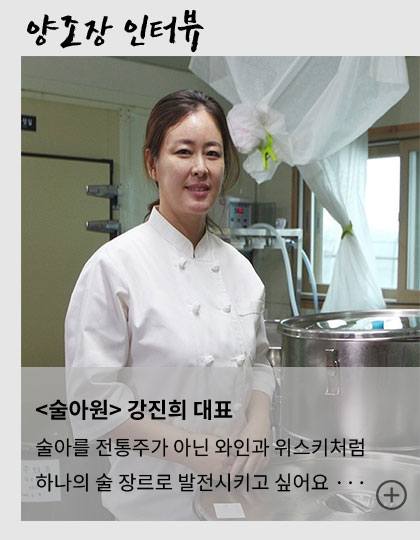 양조장 인터뷰
<술아원> 강진희 대표
술아를 전통주가 아닌 와인과 위스키처럼
하나의 술 장르로 발전시키고 싶어요 ···